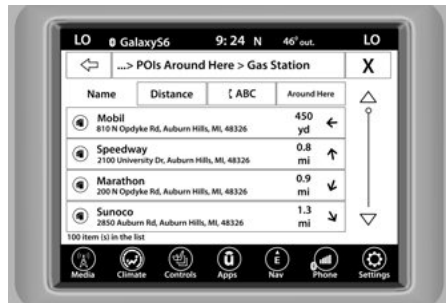 LO GalaxyS6 9:24 N 46° out. LO
...> POIs Around Here > Gas Station X
Name Distance ABC Around Here
Mobil 450
810 N Opdyke Rd, Auburn Hills, MI, 48326 yd
Speedway 0.8
2100 University Dr, Auburn Hills, MI, 48326 mi
Marathon 0.9
200 N Opdyke Rd, Auburn Hills, MI, 48326 mi
Sunoco 1.3
2850 Auburn Rd, Auburn Hills, MI, 48326 mi
100 item (s) in the list
ū E
Media Climate Controls Apps Nav Phone Settings